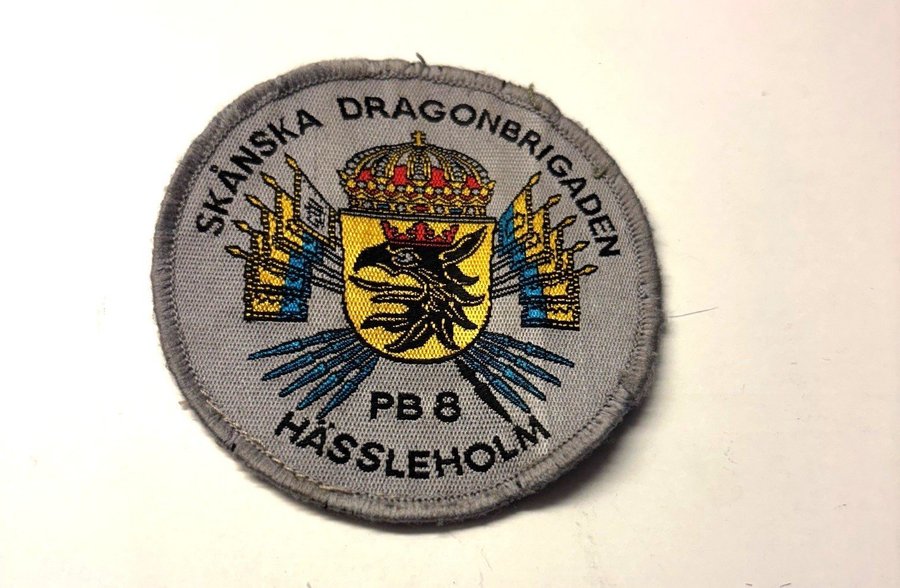 SKÅNSKA DRAGONBRIGADEN
PB 8
HÄSSLEHOLM